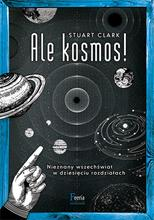 STUART CLARK
Ale kosmos!
Nieznany wszechświat
w dziesięciu rozdziałach
Feeria